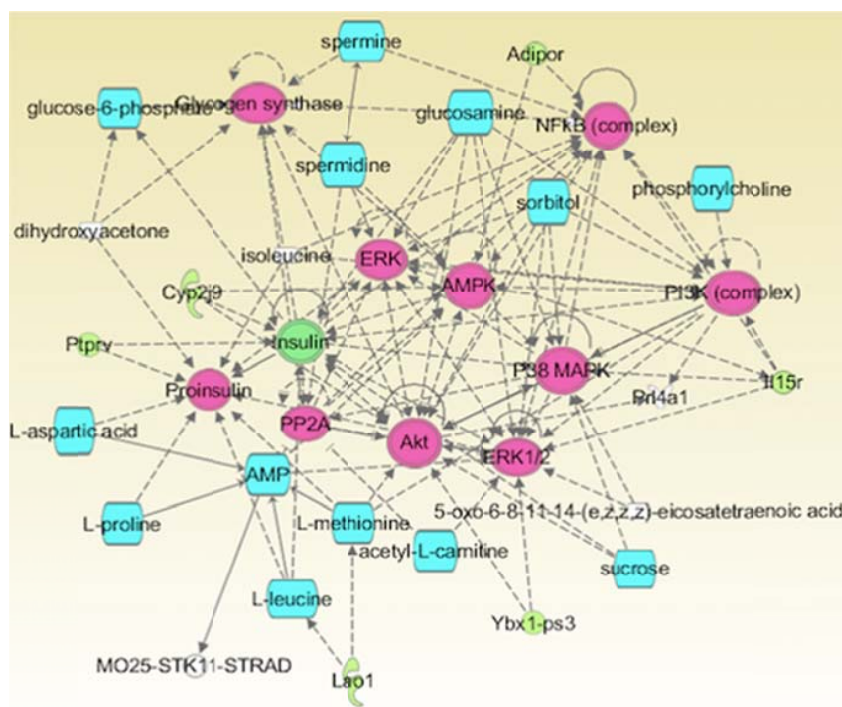 spermine
Adipor
glucose-6-phosphate
Glycogen synthase
glucosamine
NFkB (complex)
spermidine
sorbitol
phosphorylcholine
dihydroxyacetone
isoleucine
ERK
AMPK
Cyp2j9
PI3K (complex)
Insulin
Ptprv
P38 MAPK
Il15r
Proinsulin
Prl4a1
PP2A
L-aspartic acid
Akt
ERK1/2
AMP
5-oxo-6-8-11-14-(e,z,z,z)-eicosatetraenoic acid
L-proline
L-methionine
acetyl-L-carnitine
sucrose
L-leucine
Ybx1-ps3
MO25-STK11-STRAD
Lao1